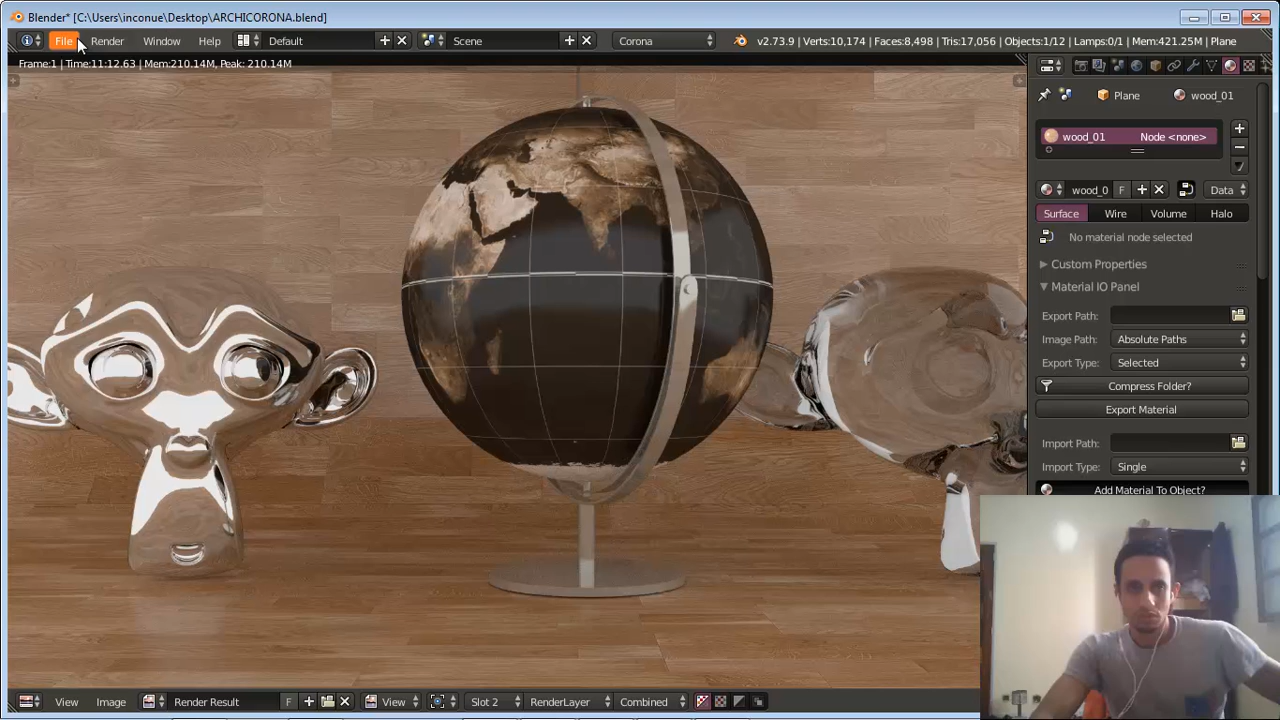 Blender* [C:\Users\inconue\Desktop\ARCHICORONA.blend]
File Render Window Help Default Scene Corona v2.73.9 | Verts:10,174 | Faces:8,498 | Tris:17,056 | Objects:1/12 | Lamps:0/1 | Mem:421.25M | Plane
Frame:1 | Time:11:12.63 | Mem:210.14M, Peak: 210.14M
Plane wood_01
wood_01 Node <none>
wood_0 F Data
Surface Wire Volume Halo
No material node selected
Custom Properties
Material IO Panel
Export Path:
Image Path: Absolute Paths
Export Type: Selected
Compress Folder?
Export Material
Import Path:
Import Type: Single
Add Material To Object?
View Image Render Result F View Slot 2 RenderLayer Combined